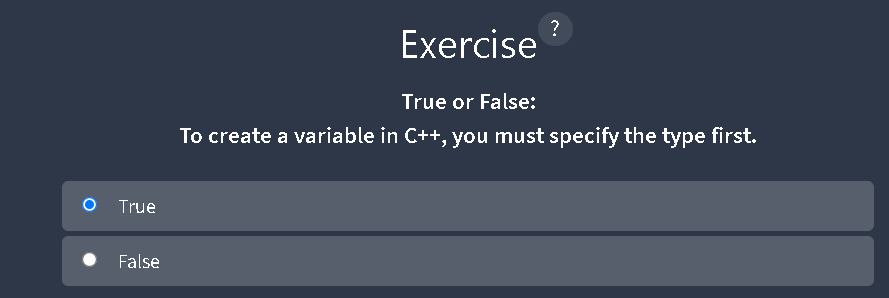 Exercise
?
True or False:
To create a variable in C++, you must specify the type first.
True
False